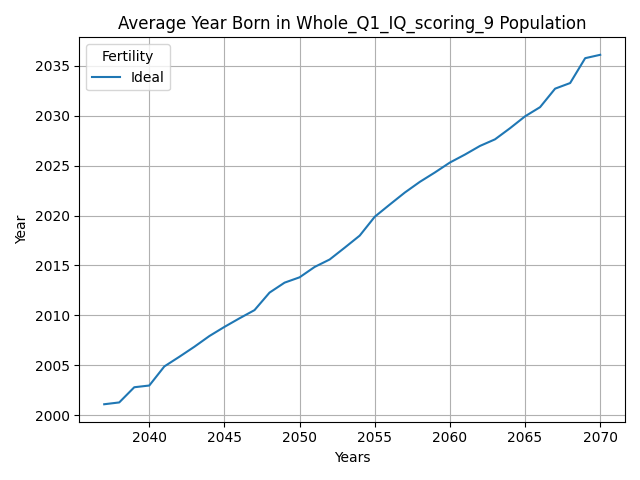 Average Year Born in Whole_Q1_IQ_scoring_9 Population
Fertility
Ideal
2035
2030
2025
2020
2015
2010
2005
2000
Year
2040 2045 2050 2055 2060 2065 2070
Years